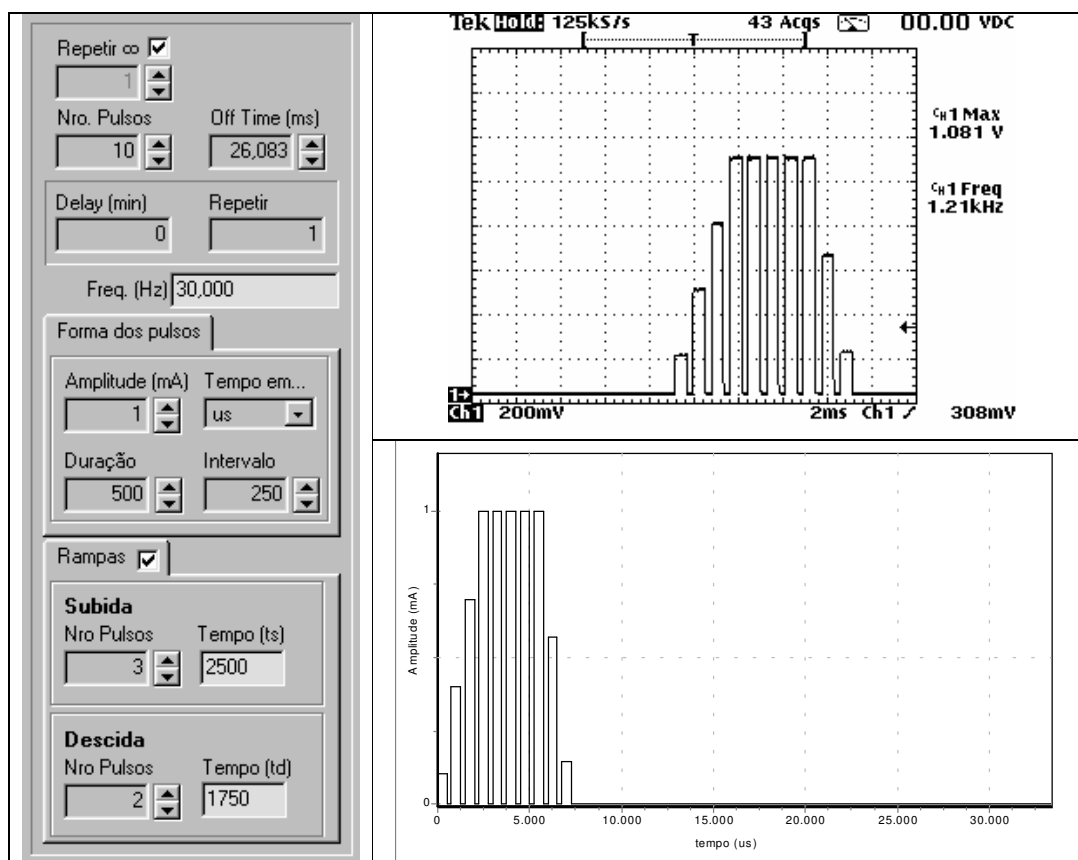 Repetir ∞
1
Nro. Pulsos Off Time (ms)
10 26,083
Delay (min) Repetir
0 1
Freq. (Hz) 30,000
Forma dos pulsos
Amplitude (mA) Tempo em...
1 us
Duração Intervalo
500 250
Rampas
Subida
Nro Pulsos Tempo (ts)
3 2500
Descida
Nro Pulsos Tempo (td)
2 1750
Tek Hold: 125kS/s 43 Acqs 00.00 VDC
T
CH1 Max
1.081 V
CH1 Freq
1.21kHz
1→
Ch1 200mV 2ms Ch1 ∕ 308mV
Amplitude (mA)
1
0
0 5.000 10.000 15.000 20.000 25.000 30.000
tempo (us)